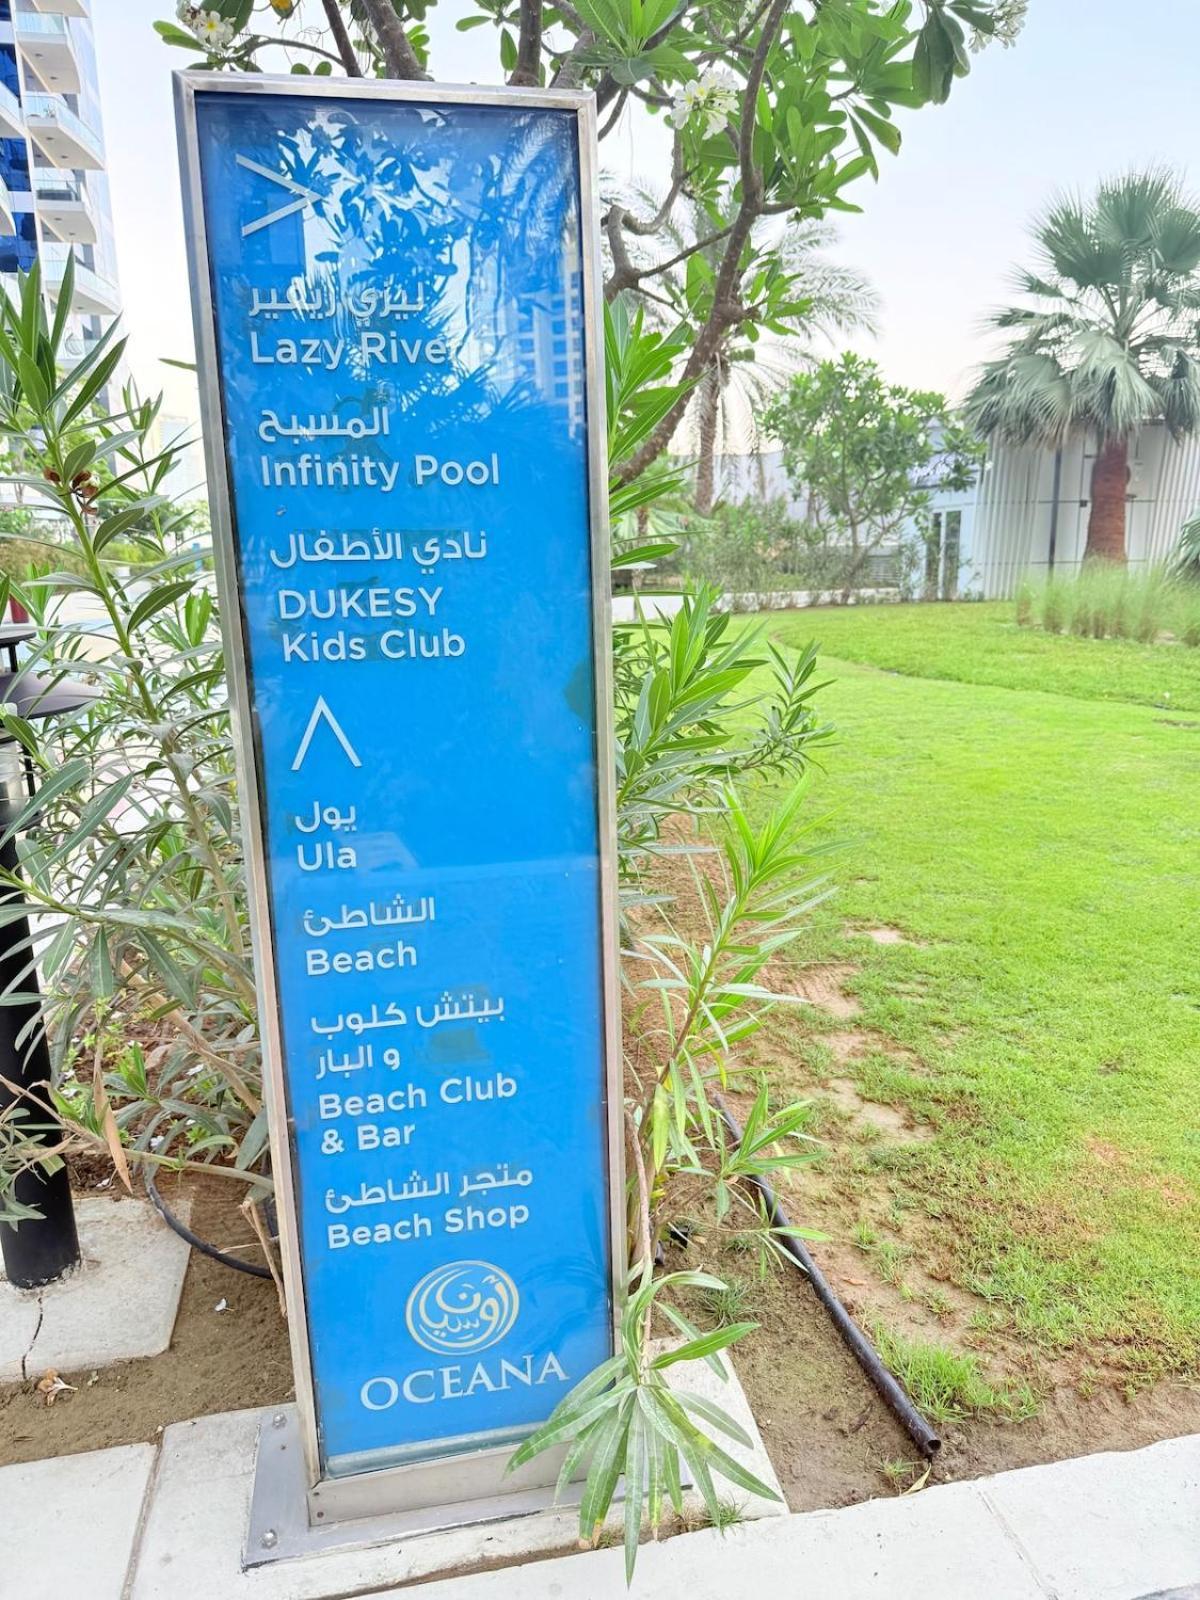 ليزي ريفير
Lazy River
المسبح
Infinity Pool
نادي الأطفال
DUKESY
Kids Club
يول
Ula
الشاطئ
Beach
بيتش كلوب
و البار
Beach Club
& Bar
متجر الشاطئ
Beach Shop
أوسيانا
OCEANA